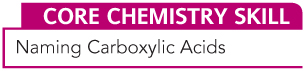 CORE CHEMISTRY SKILL
Naming Carboxylic Acids